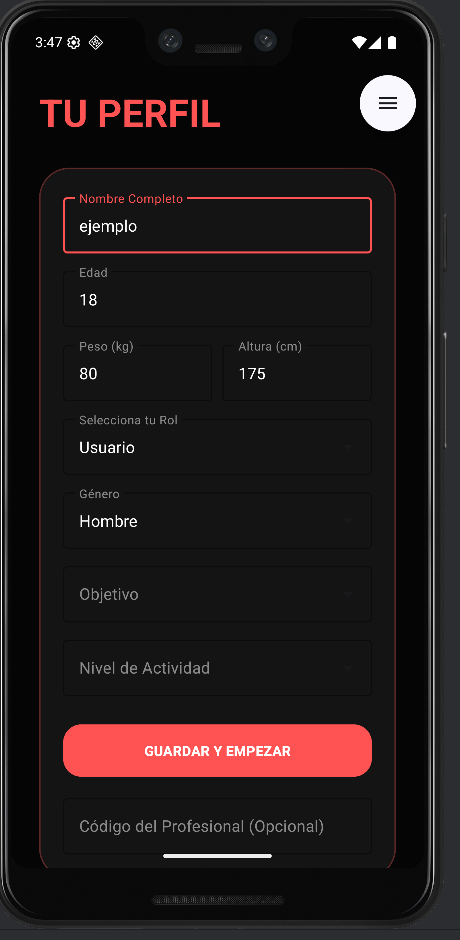 3:47
TU PERFIL
Nombre Completo
ejemplo
Edad
18
Peso (kg)
Altura (cm)
80
175
Selecciona tu Rol
Usuario
Género
Hombre
Objetivo
Nivel de Actividad
GUARDAR Y EMPEZAR
Código del Profesional (Opcional)